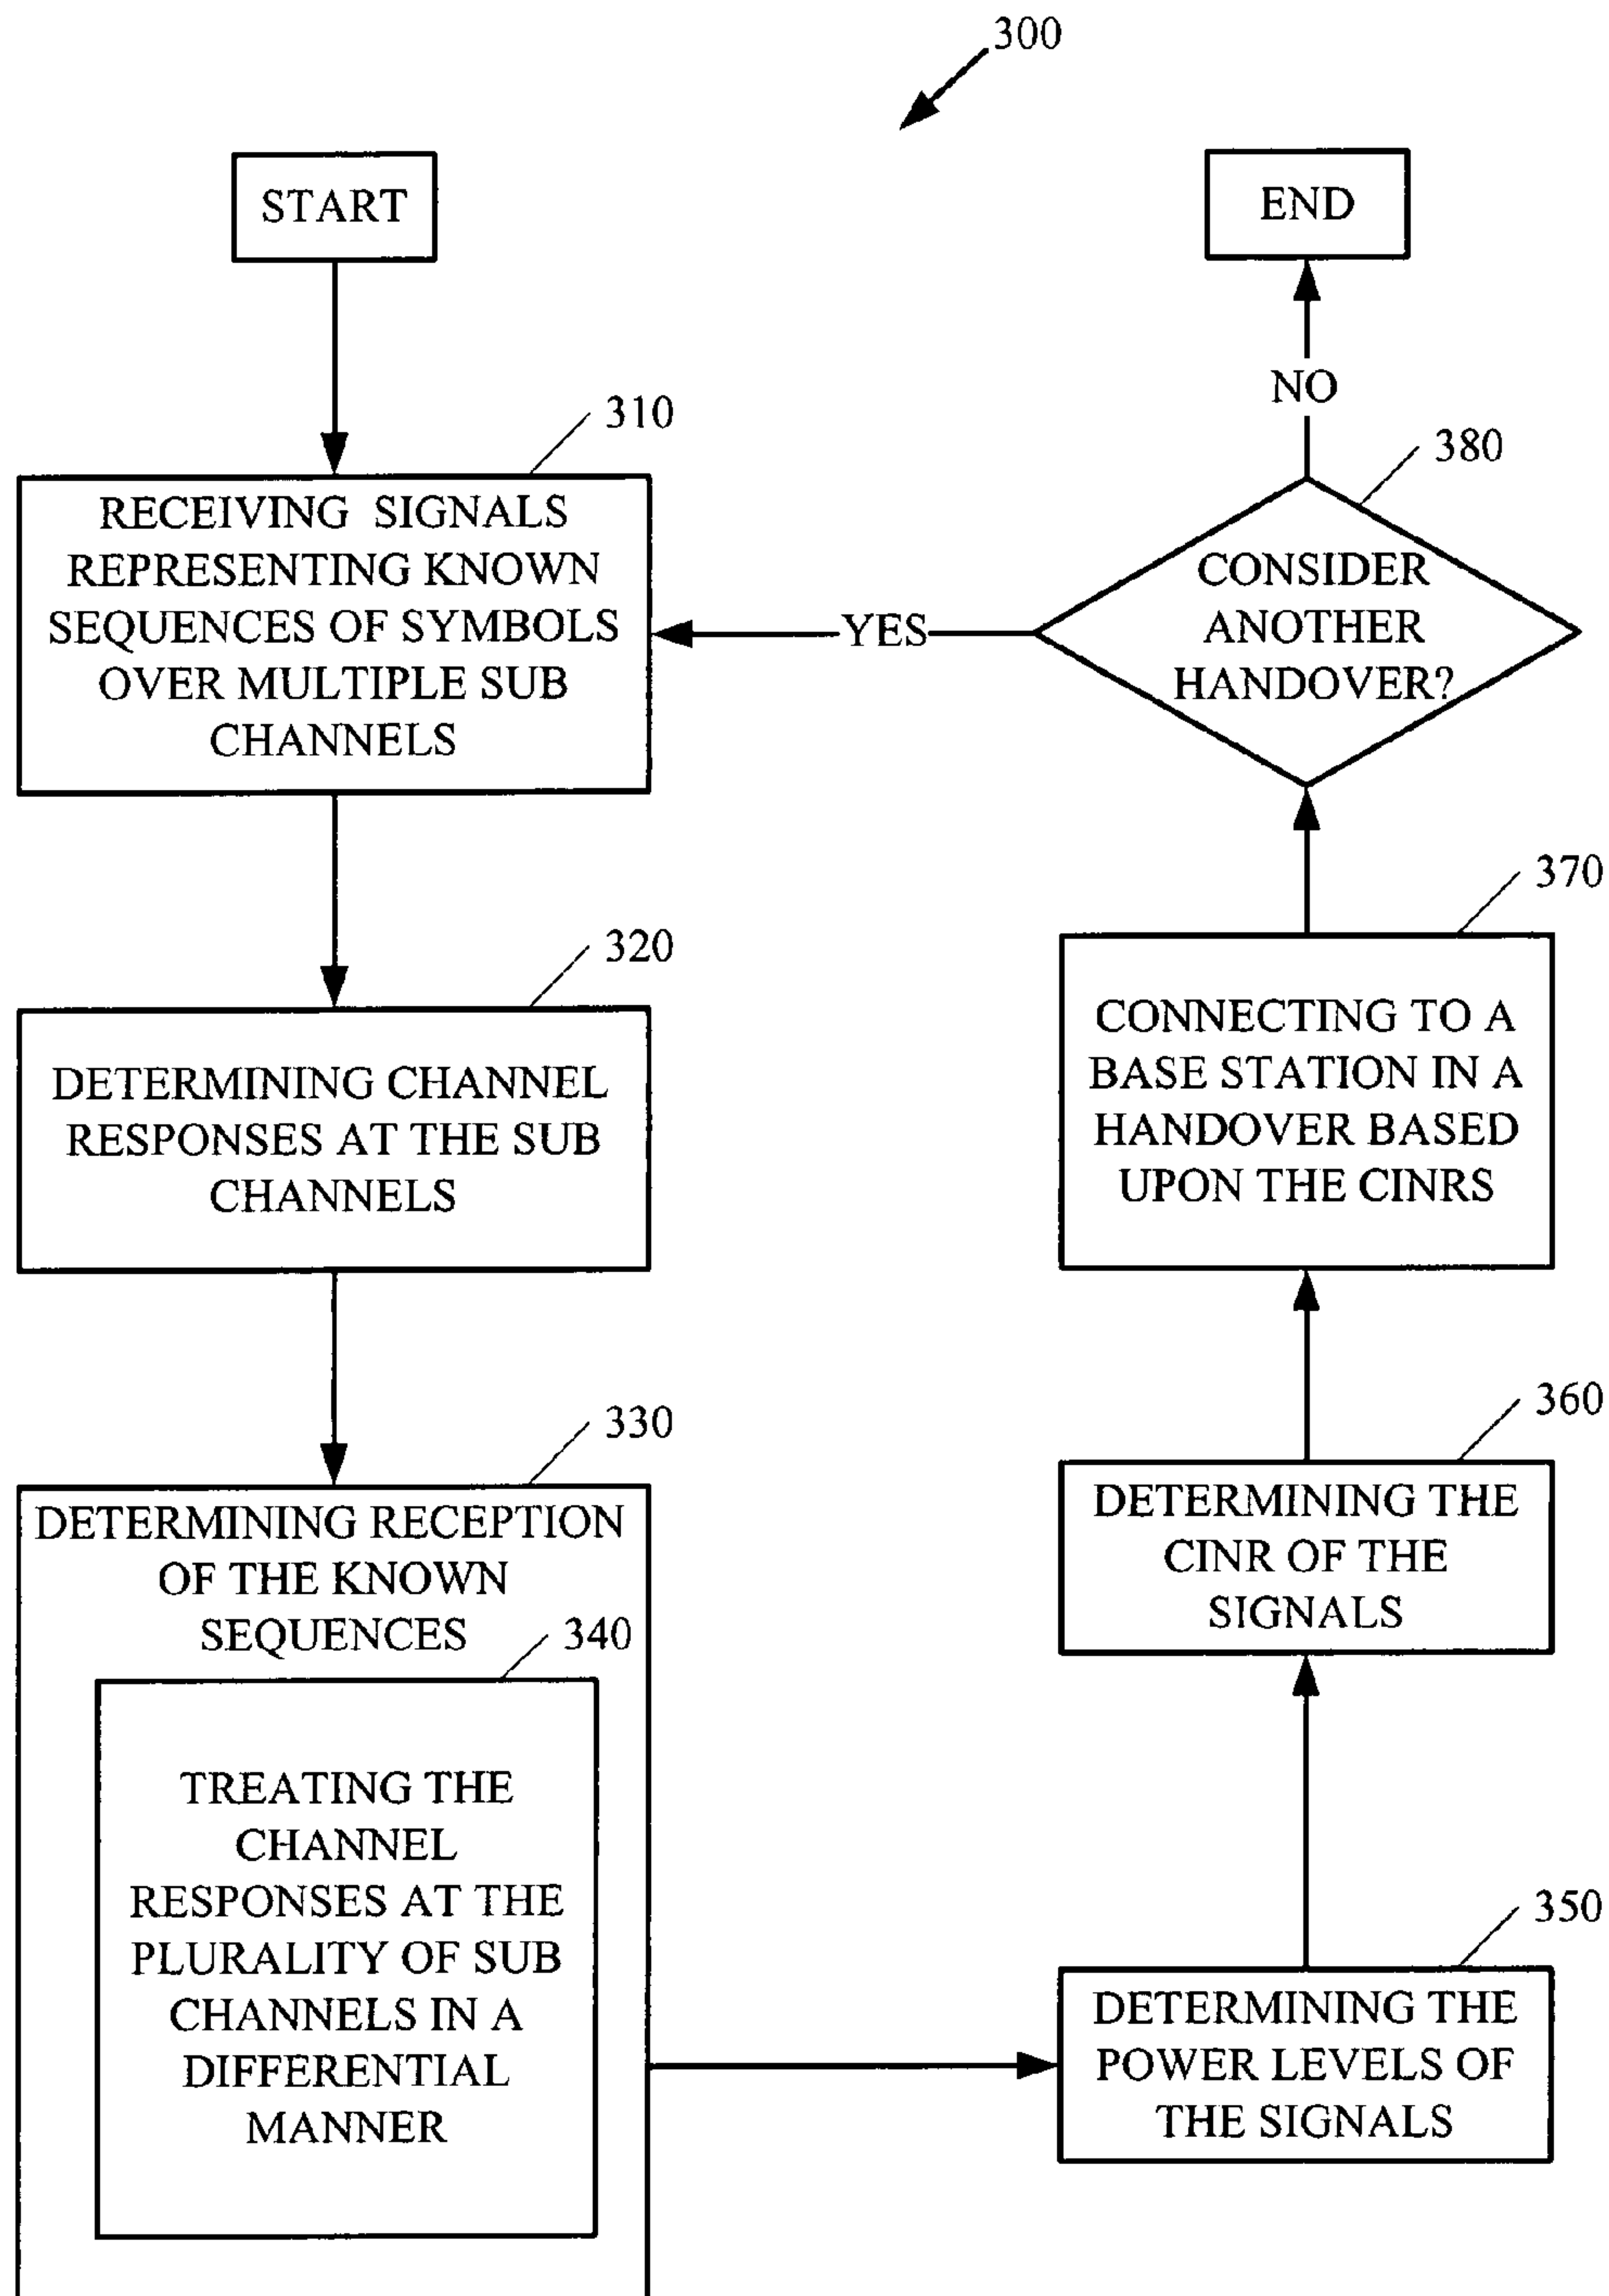 300
START
310
RECEIVING SIGNALS
REPRESENTING KNOWN
SEQUENCES OF SYMBOLS
OVER MULTIPLE SUB
CHANNELS
320
DETERMINING CHANNEL
RESPONSES AT THE SUB
CHANNELS
330
DETERMINING RECEPTION
OF THE KNOWN
SEQUENCES
340
TREATING THE
CHANNEL
RESPONSES AT THE
PLURALITY OF SUB
CHANNELS IN A
DIFFERENTIAL
MANNER
350
DETERMINING THE
POWER LEVELS OF
THE SIGNALS
360
DETERMINING THE
CINR OF THE
SIGNALS
370
CONNECTING TO A
BASE STATION IN A
HANDOVER BASED
UPON THE CINRS
380
CONSIDER
ANOTHER
HANDOVER?
YES
NO
END